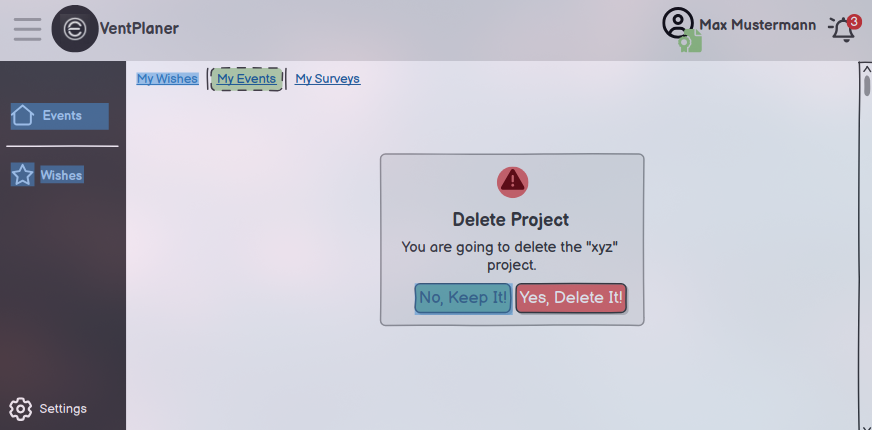 VentPlaner
Max Mustermann
3
My Wishes
My Events
My Surveys
Events
Wishes
Delete Project
You are going to delete the "xyz"
project.
No, Keep It!
Yes, Delete It!
Settings